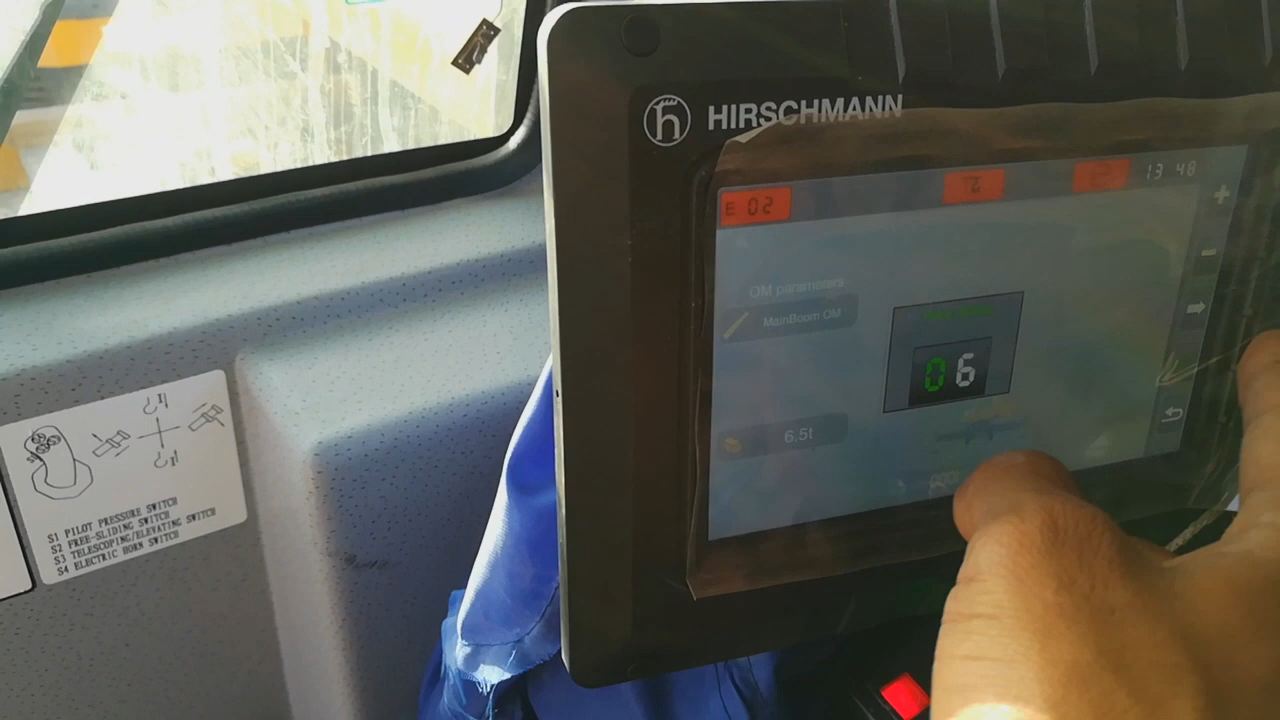 HIRSCHMANN
E 02
13 48
OM parameters
MainBoom OM
06
6.5t
S1 PILOT PRESSURE SWITCH
S2 FREE-SLIDING SWITCH
S3 TELESCOPING/ELEVATING SWITCH
S4 ELECTRIC HORN SWITCH